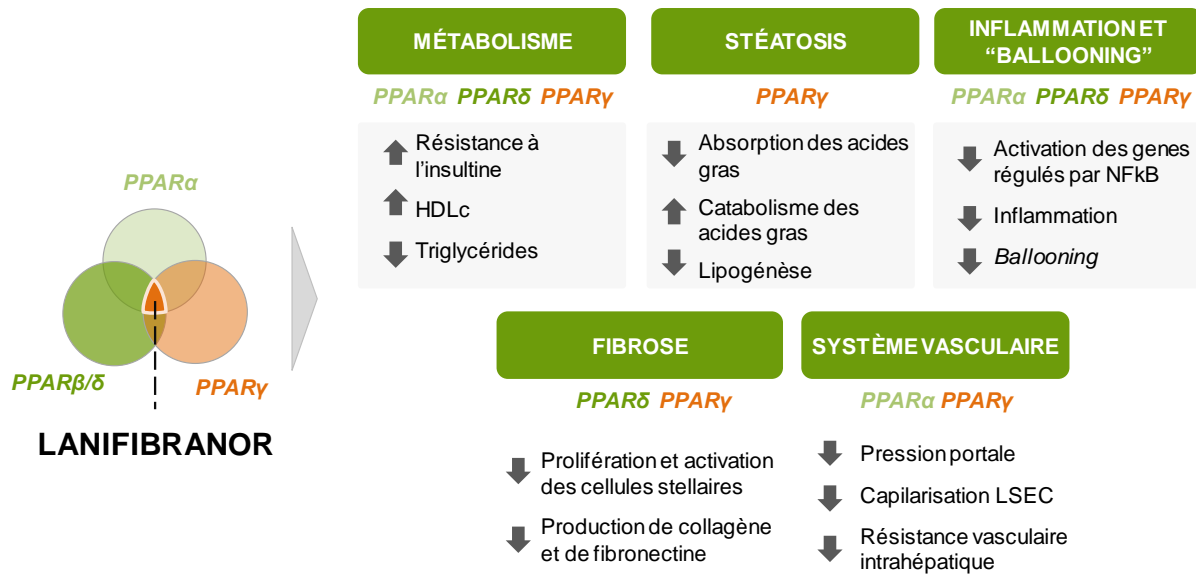 PPARα
PPARβ/δ
PPARγ
LANIFIBRANOR
MÉTABOLISME
PPARα PPARδ PPARγ
Résistance à
l'insultine
HDLc
Triglycérides
STÉATOSIS
PPARγ
Absorption des acides
gras
Catabolisme des
acides gras
Lipogénèse
INFLAMMATION ET
“BALLOONING”
PPARα PPARδ PPARγ
Activation des genes
régulés par NFkB
Inflammation
Ballooning
FIBROSE
PPARδ PPARγ
Prolifération et activation
des cellules stellaires
Production de collagène
et de fibronectine
SYSTÈME VASCULAIRE
PPARα PPARγ
Pression portale
Capilarisation LSEC
Résistance vasculaire
intrahépatique